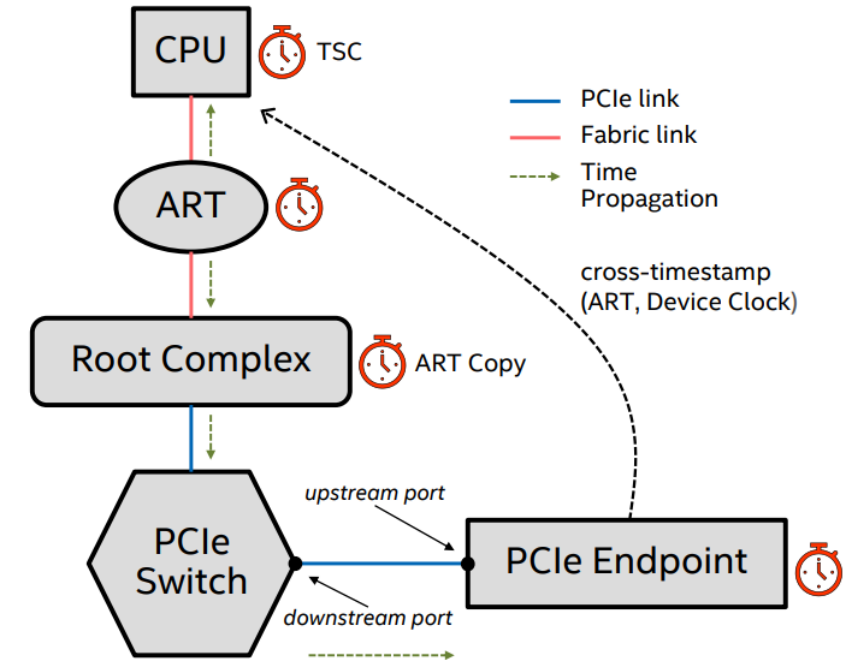 CPU
TSC
PCIe link
Fabric link
Time
Propagation
ART
cross-timestamp
(ART, Device Clock)
Root Complex
ART Copy
upstream port
PCIe
Switch
PCIe Endpoint
downstream port